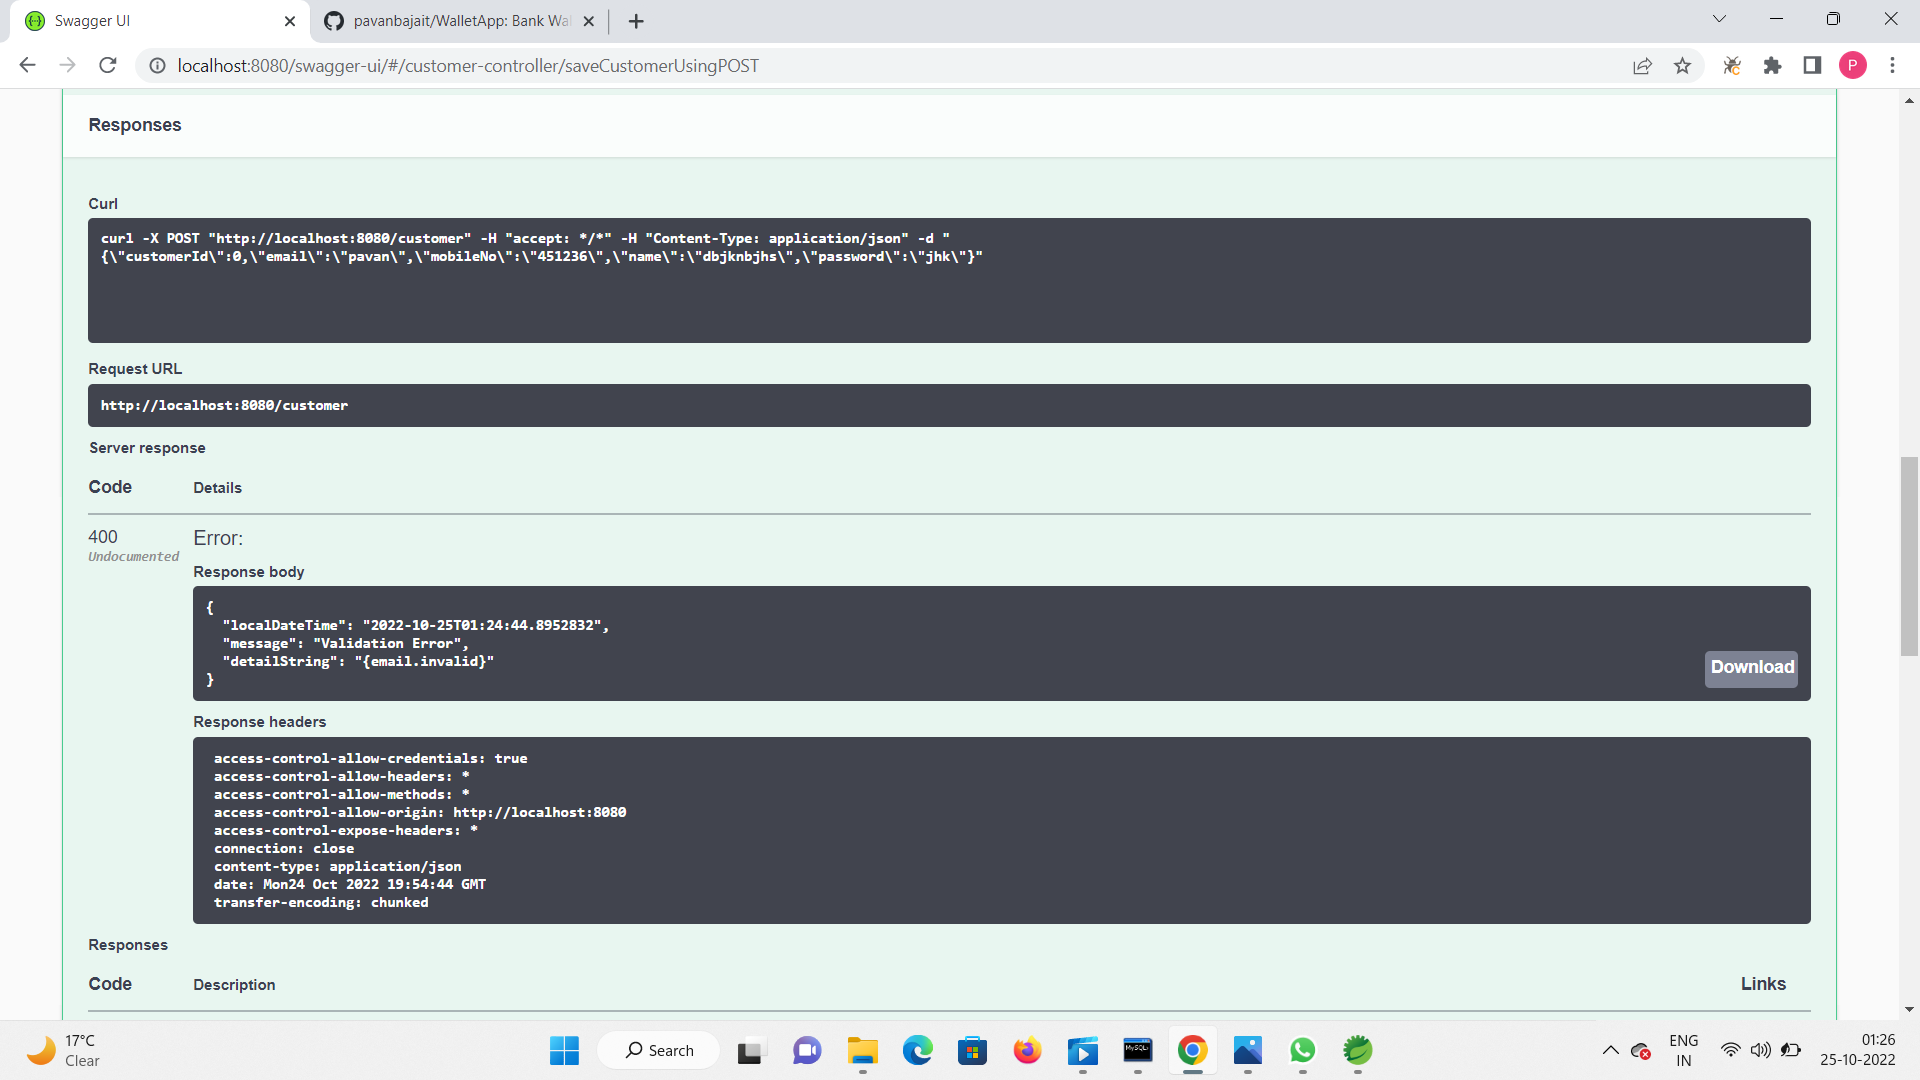 Swagger UI
pavanbajait/WalletApp: Bank Wal
localhost:8080/swagger-ui/#/customer-controller/saveCustomerUsingPOST
P
Responses
Curl
curl -X POST "http://localhost:8080/customer" -H "accept: */*" -H "Content-Type: application/json" -d "
{\"customerId\":0,\"email\":\"pavan\",\"mobileNo\":\"451236\",\"name\":\"dbjknbjhs\",\"password\":\"jhk\"}"
Request URL
http://localhost:8080/customer
Server response
Code Details
400 Error:
Undocumented
Response body
{
"localDateTime": "2022-10-25T01:24:44.8952832",
"message": "Validation Error",
"detailString": "{email.invalid}"
}
Download
Response headers
access-control-allow-credentials: true
access-control-allow-headers: *
access-control-allow-methods: *
access-control-allow-origin: http://localhost:8080
access-control-expose-headers: *
connection: close
content-type: application/json
date: Mon24 Oct 2022 19:54:44 GMT
transfer-encoding: chunked
Responses
Code Description Links
17°C
Clear
Search
MySQL
ENG
IN
01:26
25-10-2022